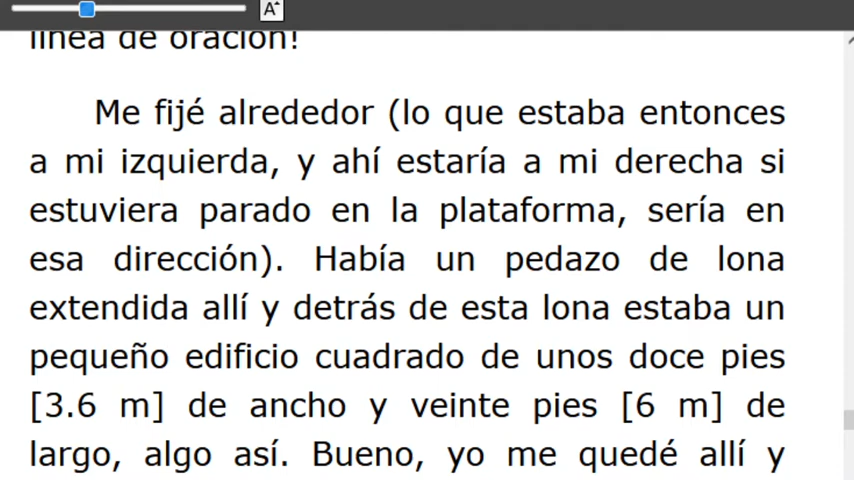 A
línea de oración!
Me fijé alrededor (lo que estaba entonces
a mi izquierda, y ahí estaría a mi derecha si
estuviera parado en la plataforma, sería en
esa dirección). Había un pedazo de lona
extendida allí y detrás de esta lona estaba un
pequeño edificio cuadrado de unos doce pies
[3.6 m] de ancho y veinte pies [6 m] de
largo, algo así. Bueno, yo me quedé allí y